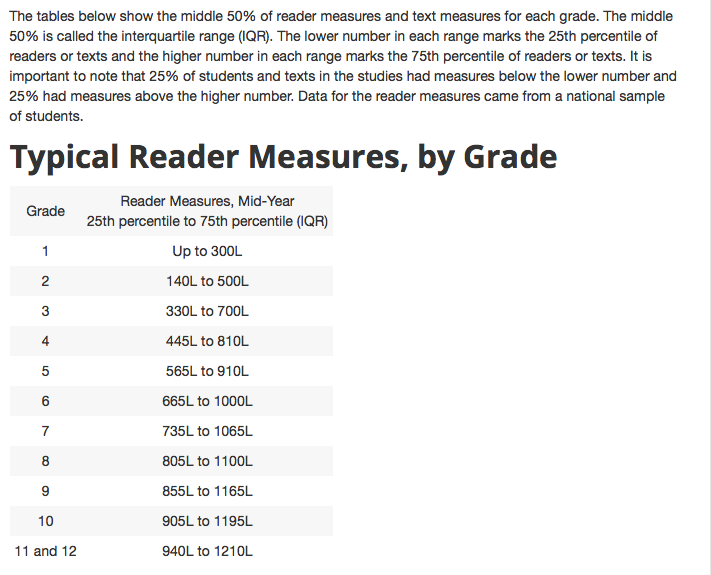 The tables below show the middle 50% of reader measures and text measures for each grade. The middle
50% is called the interquartile range (IQR). The lower number in each range marks the 25th percentile of
readers or texts and the higher number in each range marks the 75th percentile of readers or texts. It is
important to note that 25% of students and texts in the studies had measures below the lower number and
25% had measures above the higher number. Data for the reader measures came from a national sample
of students.
Typical Reader Measures, by Grade
Grade Reader Measures, Mid-Year
25th percentile to 75th percentile (IQR)
1 Up to 300L
2 140L to 500L
3 330L to 700L
4 445L to 810L
5 565L to 910L
6 665L to 1000L
7 735L to 1065L
8 805L to 1100L
9 855L to 1165L
10 905L to 1195L
11 and 12 940L to 1210L